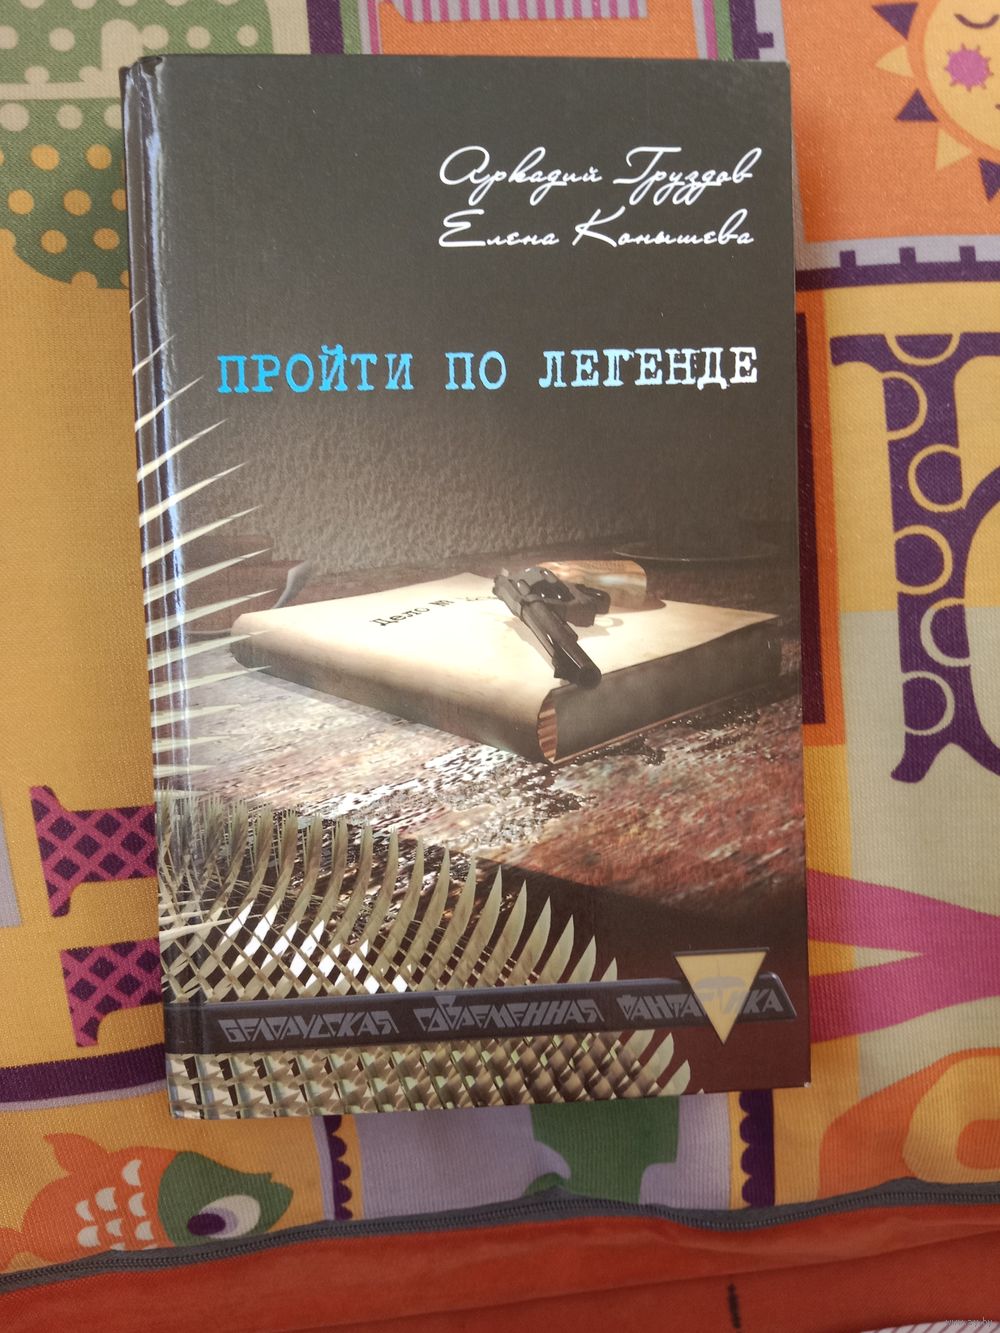 Аркадий Груздов
Елена Конышева
ПРОЙТИ ПО ЛЕГЕНДЕ
Дело №
БЕЛОРУССКАЯ СОВРЕМЕННАЯ ФАНТАСТИКА